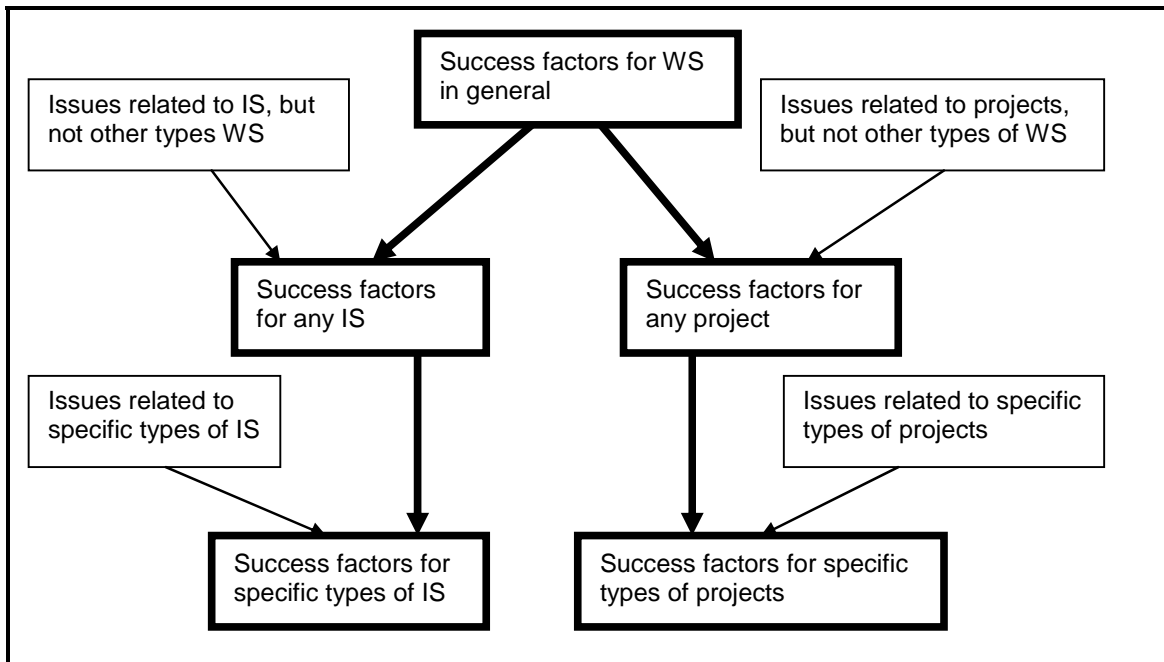 Success factors for WS
in general
Issues related to IS, but
not other types WS
Issues related to projects,
but not other types of WS
Success factors
for any IS
Success factors for
any project
Issues related to
specific types of IS
Issues related to specific
types of projects
Success factors for
specific types of IS
Success factors for specific
types of projects